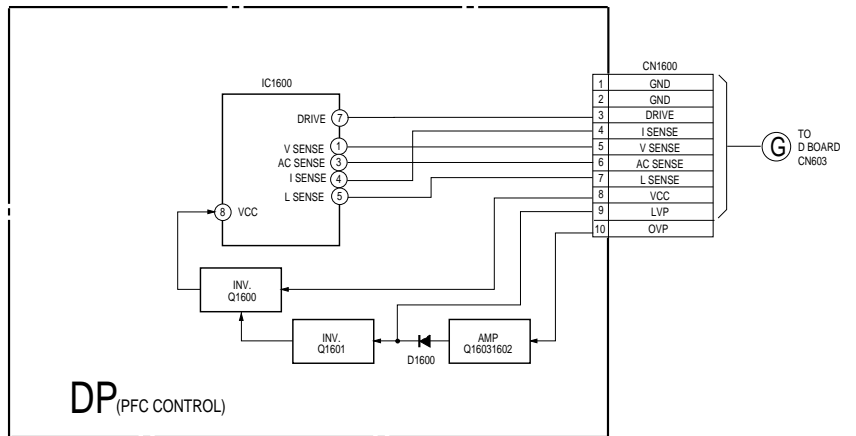 IC1600
DRIVE 7
V SENSE 1
AC SENSE 3
I SENSE 4
L SENSE 5
8 VCC
CN1600
1 GND
2 GND
3 DRIVE
4 I SENSE
5 V SENSE
6 AC SENSE
7 L SENSE
8 VCC
9 LVP
10 OVP
G
TO
D BOARD
CN603
INV.
Q1600
INV.
Q1601
D1600
AMP
Q16031602
DP (PFC CONTROL)